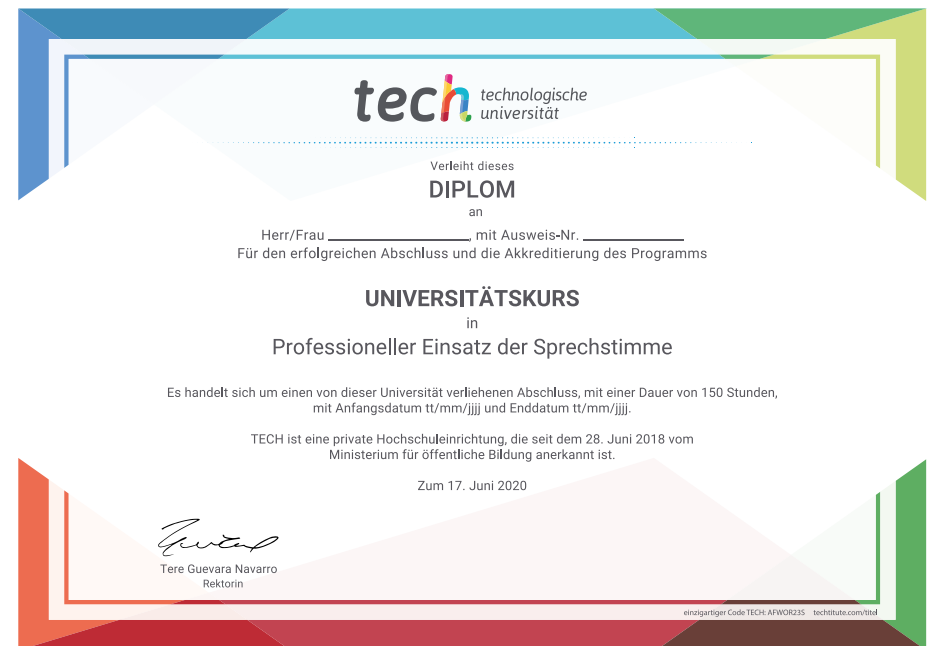 tech technologische
universität
Verleiht dieses
DIPLOM
an
Herr/Frau ____________________, mit Ausweis-Nr. ______________
Für den erfolgreichen Abschluss und die Akkreditierung des Programms
UNIVERSITÄTSKURS
in
Professioneller Einsatz der Sprechstimme
Es handelt sich um einen von dieser Universität verliehenen Abschluss, mit einer Dauer von 150 Stunden,
mit Anfangsdatum tt/mm/jjjj und Enddatum tt/mm/jjjj.
TECH ist eine private Hochschuleinrichtung, die seit dem 28. Juni 2018 vom
Ministerium für öffentliche Bildung anerkannt ist.
Zum 17. Juni 2020
Tere Guevara Navarro
Rektorin
einzigartiger Code TECH: AFWOR23S techtitute.com/titel